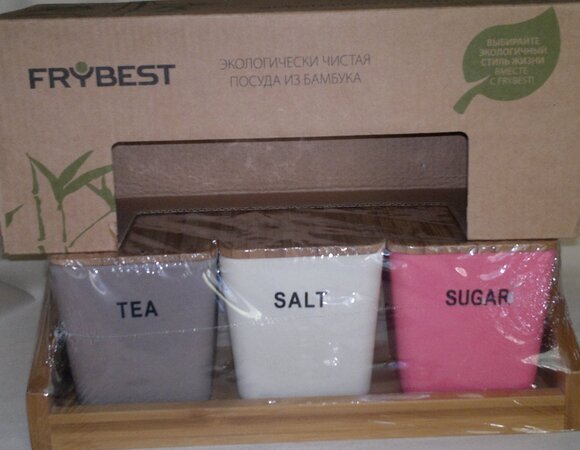 FRYBEST
ЭКОЛОГИЧЕСКИ ЧИСТАЯ
ПОСУДА ИЗ БАМБУКА
ВЫБИРАЙТЕ
ЭКОЛОГИЧНЫЙ
СТИЛЬ ЖИЗНИ
ВМЕСТЕ
С FRYBEST!
TEA
SALT
SUGAR